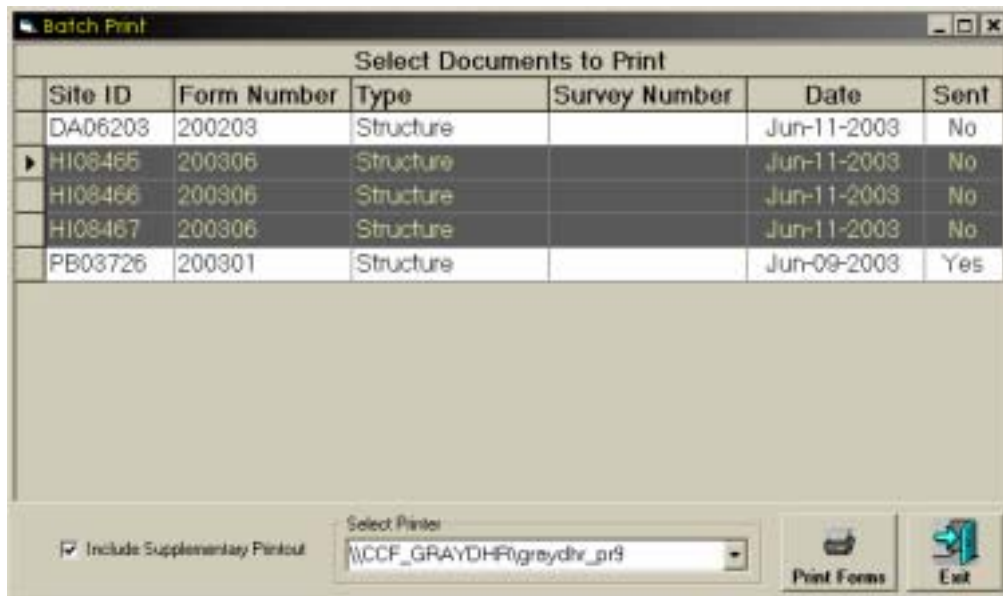 Batch Print
Select Documents to Print
Site ID Form Number Type Survey Number Date Sent
DA06203 200203 Structure Jun-11-2003 No
HI08465 200306 Structure Jun-11-2003 No
HI08466 200306 Structure Jun-11-2003 No
HI08467 200306 Structure Jun-11-2003 No
PB03726 200301 Structure Jun-09-2003 Yes
Include Supplementary Printout
Select Printer
\\CCF_GRAYDHR\graydhr_pr9
Print Forms
Exit